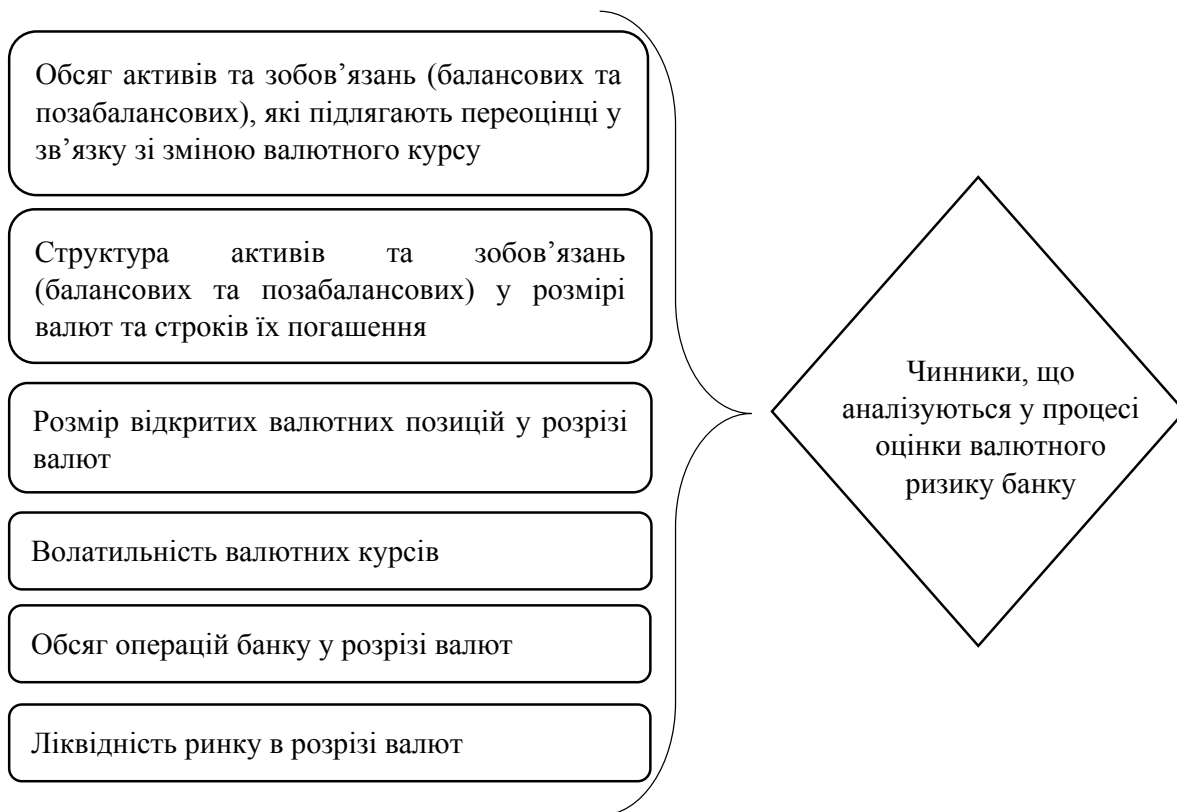 Обсяг активів та зобов’язань (балансових та
позабалансових), які підлягають переоцінці у
зв’язку зі зміною валютного курсу
Структура активів та зобов’язань
(балансових та позабалансових) у розмірі
валют та строків їх погашення
Розмір відкритих валютних позицій у розрізі
валют
Волатильність валютних курсів
Обсяг операцій банку у розрізі валют
Ліквідність ринку в розрізі валют
Чинники, що
аналізуються у процесі
оцінки валютного
ризику банку